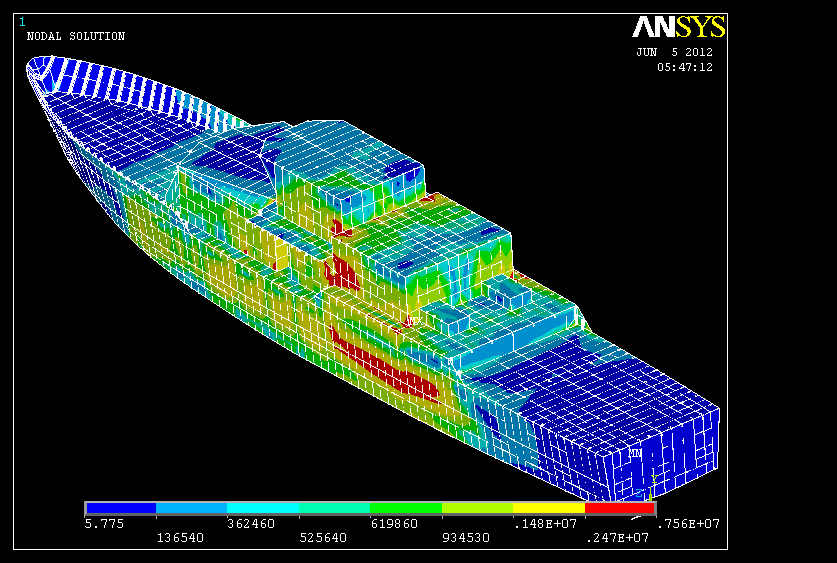 1
NODAL SOLUTION
ANSYS
JUN 5 2012
05:47:12
MX
MN
Y
5.775 362460 619860 .148E+07 .756E+07
136540 525640 934530 .247E+07